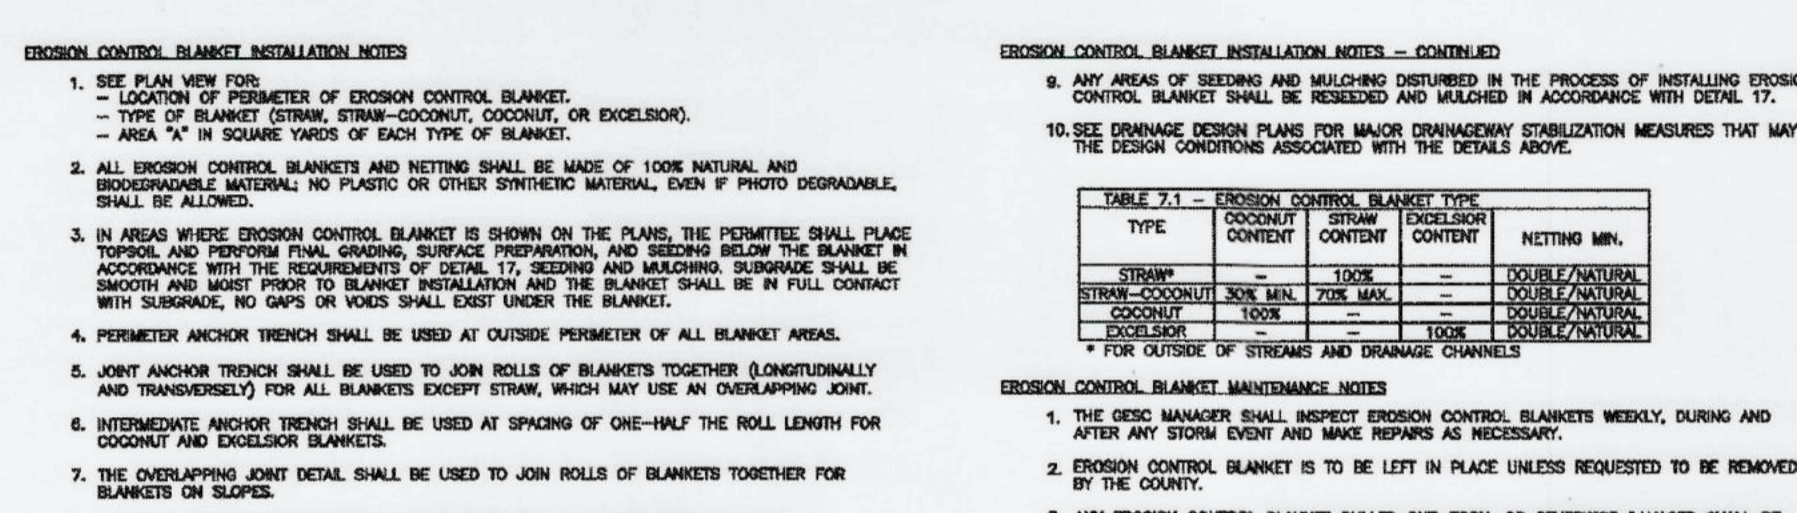 EROSION CONTROL BLANKET INSTALLATION NOTES
1. SEE PLAN VIEW FOR:
- LOCATION OF PERIMETER OF EROSION CONTROL BLANKET.
- TYPE OF BLANKET (STRAW, STRAW-COCONUT, COCONUT, OR EXCELSIOR).
- AREA "A" IN SQUARE YARDS OF EACH TYPE OF BLANKET.
2. ALL EROSION CONTROL BLANKETS AND NETTING SHALL BE MADE OF 100% NATURAL AND
BIODEGRADABLE MATERIAL; NO PLASTIC OR OTHER SYNTHETIC MATERIAL, EVEN IF PHOTO DEGRADABLE,
SHALL BE ALLOWED.
3. IN AREAS WHERE EROSION CONTROL BLANKET IS SHOWN ON THE PLANS, THE PERMITTEE SHALL PLACE
TOPSOIL AND PERFORM FINAL GRADING, SURFACE PREPARATION, AND SEEDING BELOW THE BLANKET IN
ACCORDANCE WITH THE REQUIREMENTS OF DETAIL 17, SEEDING AND MULCHING. SUBGRADE SHALL BE
SMOOTH AND MOIST PRIOR TO BLANKET INSTALLATION AND THE BLANKET SHALL BE IN FULL CONTACT
WITH SUBGRADE, NO GAPS OR VOIDS SHALL EXIST UNDER THE BLANKET.
4. PERIMETER ANCHOR TRENCH SHALL BE USED AT OUTSIDE PERIMETER OF ALL BLANKET AREAS.
5. JOINT ANCHOR TRENCH SHALL BE USED TO JOIN ROLLS OF BLANKETS TOGETHER (LONGITUDINALLY
AND TRANSVERSELY) FOR ALL BLANKETS EXCEPT STRAW, WHICH MAY USE AN OVERLAPPING JOINT.
6. INTERMEDIATE ANCHOR TRENCH SHALL BE USED AT SPACING OF ONE-HALF THE ROLL LENGTH FOR
COCONUT AND EXCELSIOR BLANKETS.
7. THE OVERLAPPING JOINT DETAIL SHALL BE USED TO JOIN ROLLS OF BLANKETS TOGETHER FOR
BLANKETS ON SLOPES.
EROSION CONTROL BLANKET INSTALLATION NOTES - CONTINUED
9. ANY AREAS OF SEEDING AND MULCHING DISTURBED IN THE PROCESS OF INSTALLING EROSIO
CONTROL BLANKET SHALL BE RESEEDED AND MULCHED IN ACCORDANCE WITH DETAIL 17.
10. SEE DRAINAGE DESIGN PLANS FOR MAJOR DRAINAGEWAY STABILIZATION MEASURES THAT MAY
THE DESIGN CONDITIONS ASSOCIATED WITH THE DETAILS ABOVE.
TABLE 7.1 - EROSION CONTROL BLANKET TYPE
TYPE COCONUT CONTENT STRAW CONTENT EXCELSIOR CONTENT NETTING MIN.
STRAW* - 100% - DOUBLE/NATURAL
STRAW-COCONUT 30% MIN. 70% MAX. - DOUBLE/NATURAL
COCONUT 100% - - DOUBLE/NATURAL
EXCELSIOR - - 100% DOUBLE/NATURAL
* FOR OUTSIDE OF STREAMS AND DRAINAGE CHANNELS
EROSION CONTROL BLANKET MAINTENANCE NOTES
1. THE GESC MANAGER SHALL INSPECT EROSION CONTROL BLANKETS WEEKLY, DURING AND
AFTER ANY STORM EVENT AND MAKE REPAIRS AS NECESSARY.
2. EROSION CONTROL BLANKET IS TO BE LEFT IN PLACE UNLESS REQUESTED TO BE REMOVED
BY THE COUNTY.